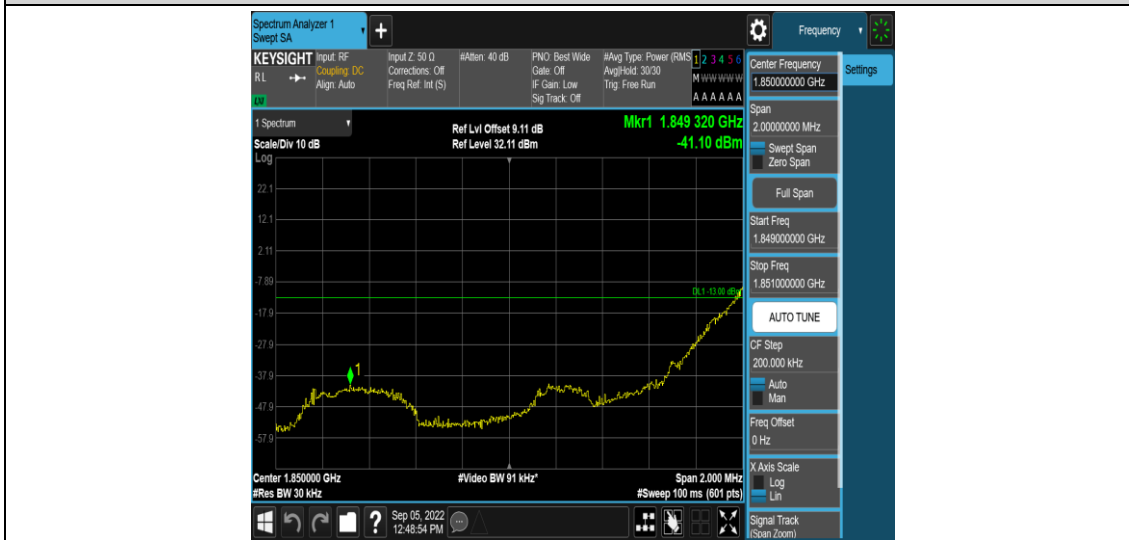 Spectrum Analyzer 1
Swept SA
+
Frequency
KEYSIGHT
RL
LXI
Input: RF
Coupling: DC
Align: Auto
Input Z: 50 Ω
Corrections: Off
Freq Ref: Int (S)
#Atten: 40 dB
PNO: Best Wide
Gate: Off
IF Gain: Low
Sig Track: Off
#Avg Type: Power (RMS
Avg|Hold: 30/30
Trig: Free Run
1 2 3 4 5 6
M W W W W W
A A A A A A
1 Spectrum
Scale/Div 10 dB
Log
Ref Lvl Offset 9.11 dB
Ref Level 32.11 dBm
Mkr1 1.849 320 GHz
-41.10 dBm
22.1
12.1
2.11
-7.89
-17.9
-27.9
-37.9
-47.9
-57.9
DL1 -13.00 dBm
1
Center 1.850000 GHz
#Res BW 30 kHz
#Video BW 91 kHz*
Span 2.000 MHz
#Sweep 100 ms (601 pts)
Center Frequency
1.850000000 GHz
Span
2.00000000 MHz
Swept Span
Zero Span
Full Span
Start Freq
1.849000000 GHz
Stop Freq
1.851000000 GHz
AUTO TUNE
CF Step
200.000 kHz
Auto
Man
Freq Offset
0 Hz
X Axis Scale
Log
Lin
Signal Track
(Span Zoom)
Settings
?
Sep 05, 2022
12:48:54 PM